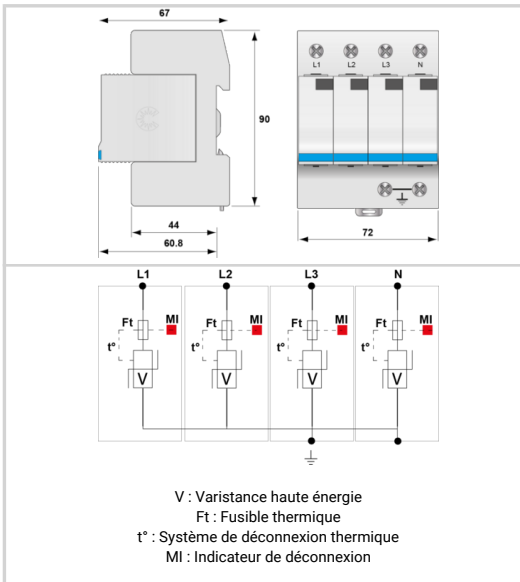 67
90
44
60.8
L1 L2 L3 N
72
L1 L2 L3 N
Ft MI Ft MI Ft MI Ft MI
t° t° t° t°
V V V V
V : Varistance haute énergie
Ft : Fusible thermique
t° : Système de déconnexion thermique
MI : Indicateur de déconnexion